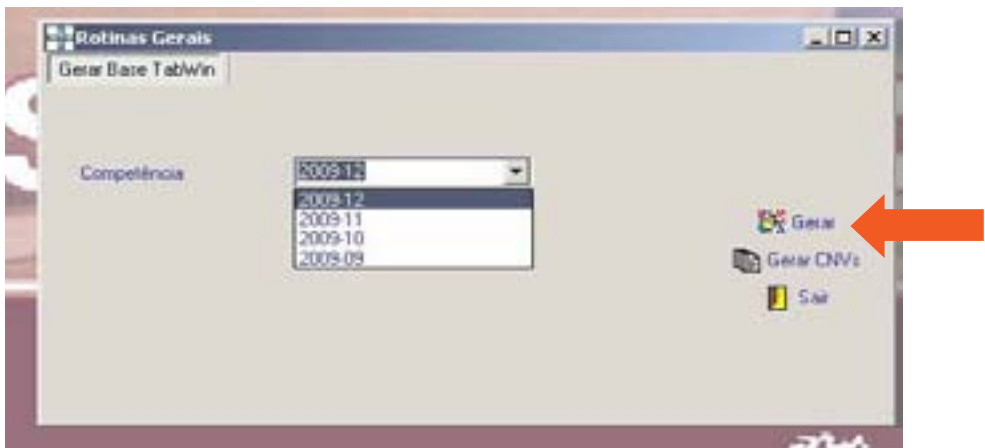 Rotinas Gerais
Gerar Base TabWin
Competência
2009-12
2009-12
2009-11
2009-10
2009-09
Gerar
Gerar CNVs
Sair